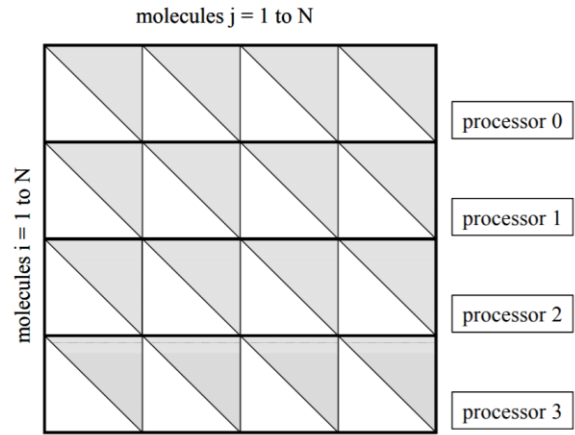 molecules j = 1 to N
molecules i = 1 to N
processor 0
processor 1
processor 2
processor 3